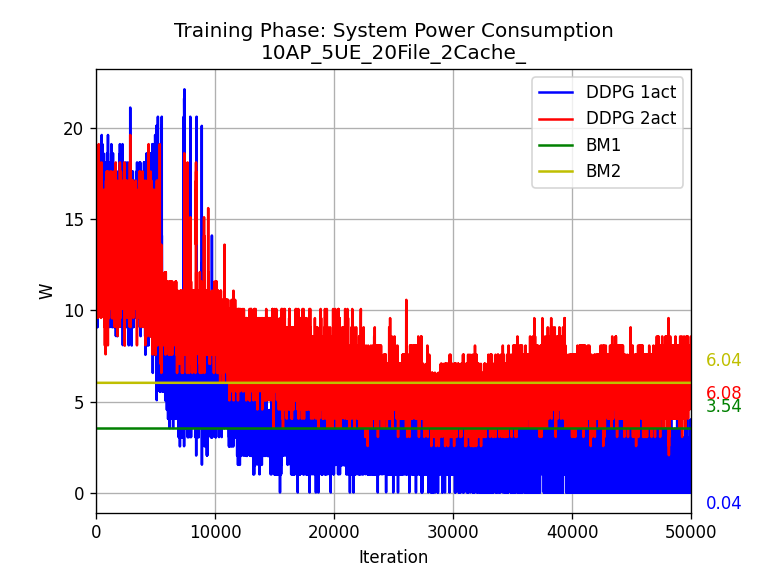 Training Phase: System Power Consumption
10AP_5UE_20File_2Cache_
DDPG 1act
DDPG 2act
BM1
BM2
W
20
15
10
5
0
6.04
6.08
3.54
0.04
0
10000
20000
30000
40000
50000
Iteration